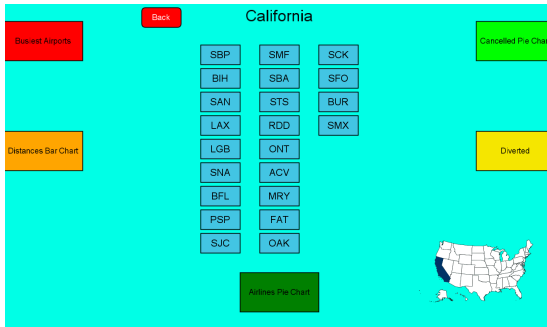 California
Back
Busiest Airports
Cancelled Pie Char
SBP SMF SCK
BIH SBA SFO
SAN STS BUR
LAX RDD SMX
LGB ONT
Distances Bar Chart
Diverted
SNA ACV
BFL MRY
PSP FAT
SJC OAK
Airlines Pie Chart